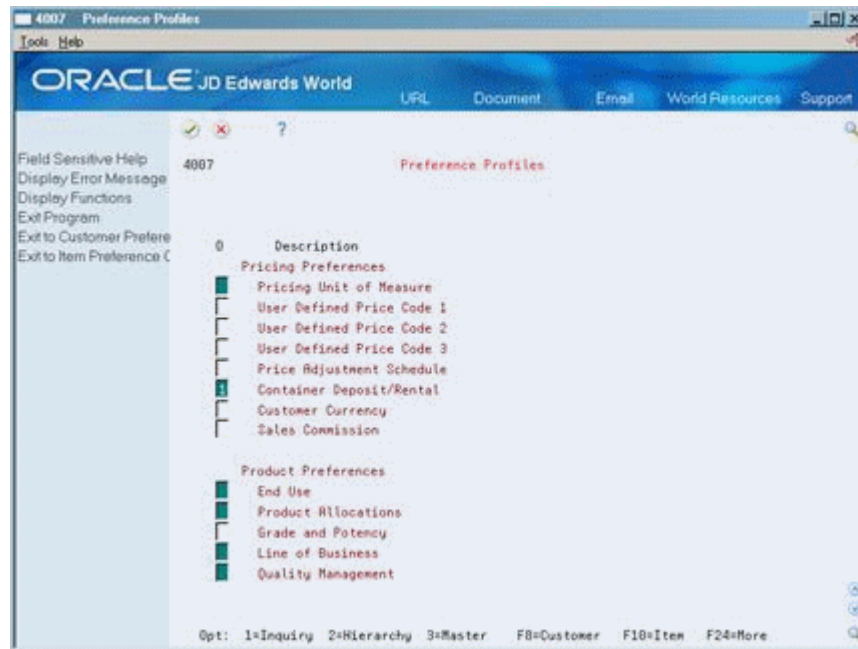 4007 Preference Profiles
Tools Help
ORACLE JD Edwards World
URL Document Email World Resources Support
?
Field Sensitive Help
Display Error Message
Display Functions
Exit Program
Exit to Customer Prefere
Exit to Item Preference C
4007 Preference Profiles
O Description
Pricing Preferences
Pricing Unit of Measure
User Defined Price Code 1
User Defined Price Code 2
User Defined Price Code 3
Price Adjustment Schedule
1 Container Deposit/Rental
Customer Currency
Sales Commission
Product Preferences
End Use
Product Allocations
Grade and Potency
Line of Business
Quality Management
Opt: 1=Inquiry 2=Hierarchy 3=Master F8=Customer F10=Item F24=More